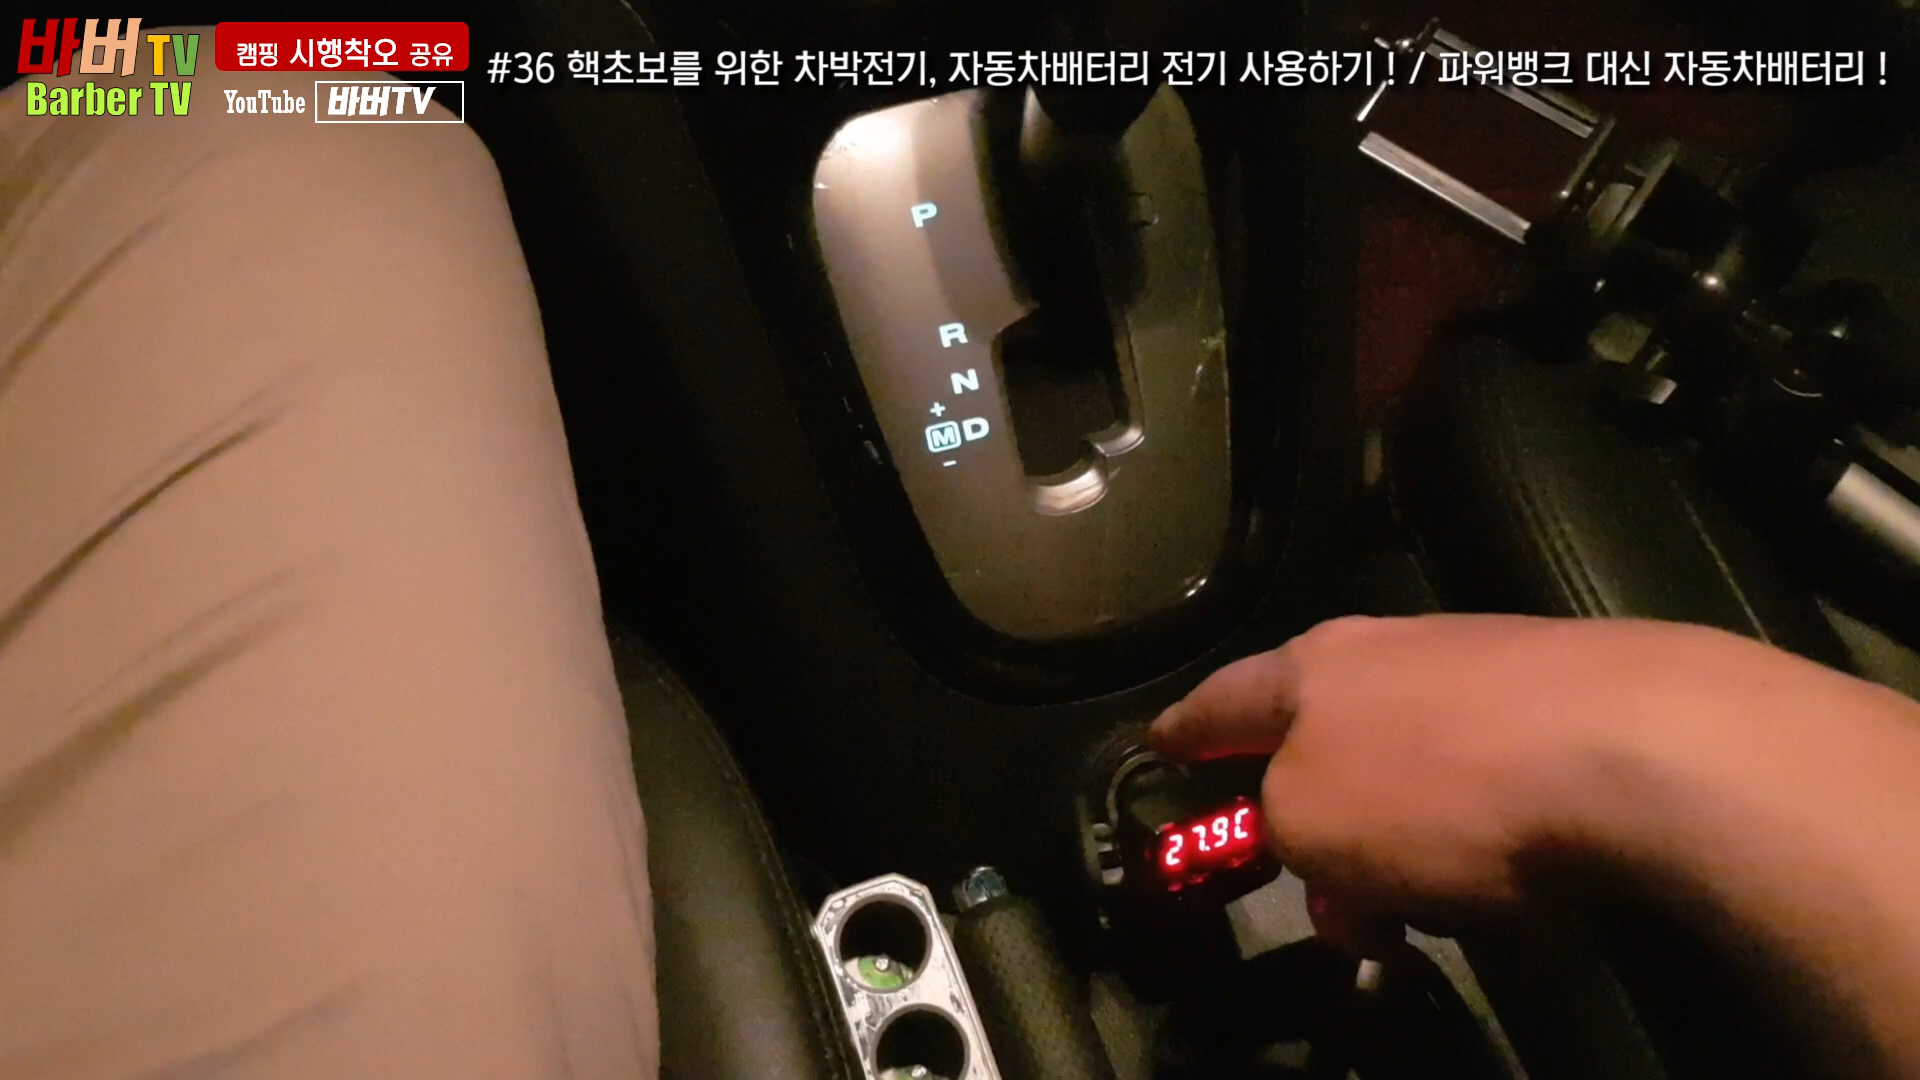 바버TV
Barber TV
캠핑 시행착오 공유
YouTube 바버TV
#36 핵초보를 위한 차박전기, 자동차배터리 전기 사용하기 ! / 파워뱅크 대신 자동차배터리 !
P
R
N
+
M D
-
27.9C